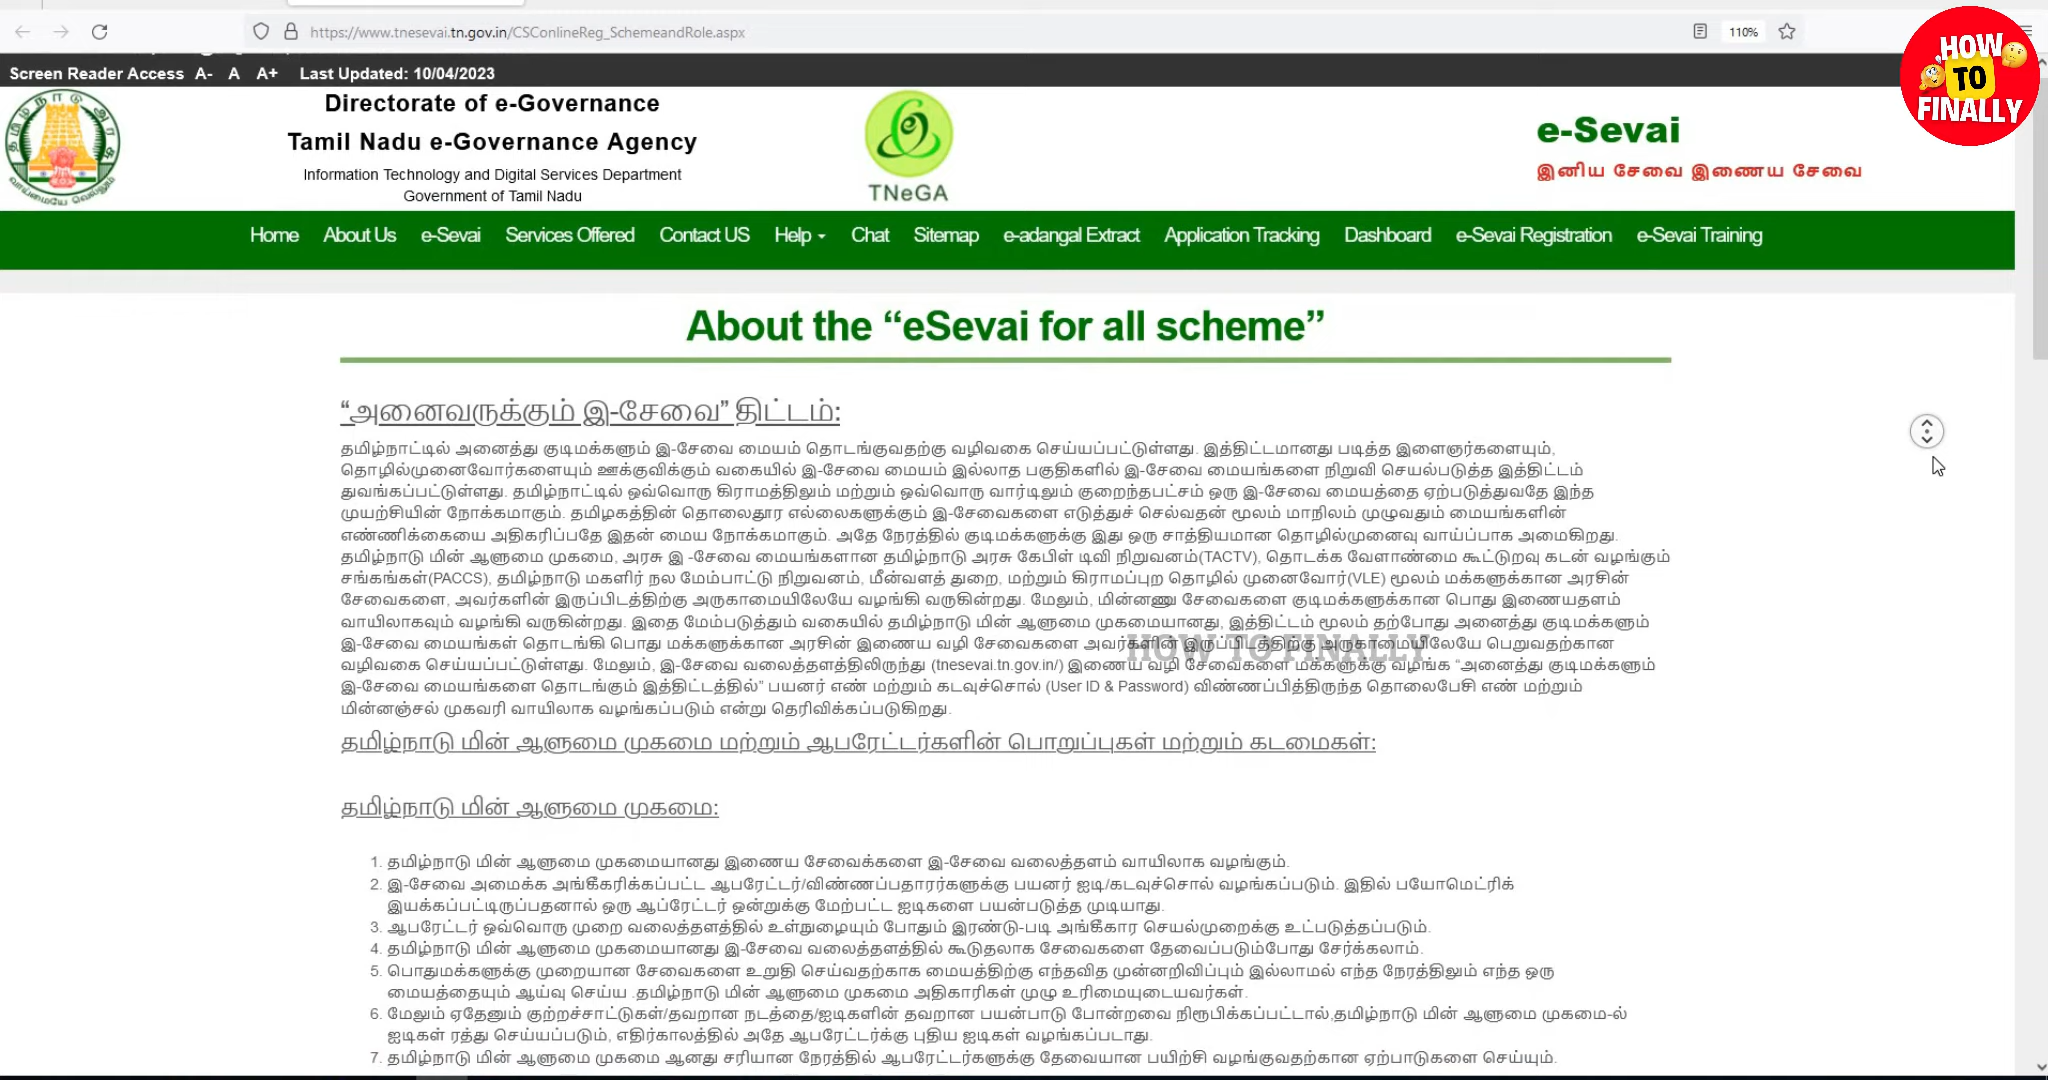 https://www.tnesevai.tn.gov.in/CSConlineReg_SchemeandRole.aspx
110%
HOW
TO
FINALLY
Screen Reader Access A- A A+ Last Updated: 10/04/2023
Directorate of e-Governance
Tamil Nadu e-Governance Agency
Information Technology and Digital Services Department
Government of Tamil Nadu
TNeGA
e-Sevai
இனிய சேவை இணைய சேவை
Home About Us e-Sevai Services Offered Contact US Help Chat Sitemap e-adangal Extract Application Tracking Dashboard e-Sevai Registration e-Sevai Training
About the “eSevai for all scheme”
“அனைவருக்கும் இ-சேவை” திட்டம்:
தமிழ்நாட்டில் அனைத்து குடிமக்களும் இ-சேவை மையம் தொடங்குவதற்கு வழிவகை செய்யப்பட்டுள்ளது. இத்திட்டமானது படித்த இளைஞர்களையும்,
தொழில்முனைவோர்களையும் ஊக்குவிக்கும் வகையில் இ-சேவை மையம் இல்லாத பகுதிகளில் இ-சேவை மையங்களை நிறுவி செயல்படுத்த இத்திட்டம்
துவங்கப்பட்டுள்ளது. தமிழ்நாட்டில் ஒவ்வொரு கிராமத்திலும் மற்றும் ஒவ்வொரு வார்டிலும் குறைந்தபட்சம் ஒரு இ-சேவை மையத்தை ஏற்படுத்துவதே இந்த
முயற்சியின் நோக்கமாகும். தமிழகத்தின் தொலைதூர எல்லைகளுக்கும் இ-சேவைகளை எடுத்துச் செல்வதன் மூலம் மாநிலம் முழுவதும் மையங்களின்
எண்ணிக்கையை அதிகரிப்பதே இதன் மைய நோக்கமாகும். அதே நேரத்தில் குடிமக்களுக்கு இது ஒரு சாத்தியமான தொழில்முனைவு வாய்ப்பாக அமைகிறது.
தமிழ்நாடு மின் ஆளுமை முகமை, அரசு இ -சேவை மையங்களான தமிழ்நாடு அரசு கேபிள் டிவி நிறுவனம்(TACTV), தொடக்க வேளாண்மை கூட்டுறவு கடன் வழங்கும்
சங்கங்கள்(PACCS), தமிழ்நாடு மகளிர் நல மேம்பாட்டு நிறுவனம், மீன்வளத் துறை, மற்றும் கிராமப்புற தொழில் முனைவோர்(VLE) மூலம் மக்களுக்கான அரசின்
சேவைகளை, அவர்களின் இருப்பிடத்திற்கு அருகாமையிலேயே வழங்கி வருகின்றது. மேலும், மின்னணு சேவைகளை குடிமக்களுக்கான பொது இணையதளம்
வாயிலாகவும் வழங்கி வருகின்றது. இதை மேம்படுத்தும் வகையில் தமிழ்நாடு மின் ஆளுமை முகமையானது, இத்திட்டம் மூலம் தற்போது அனைத்து குடிமக்களும்
இ-சேவை மையங்கள் தொடங்கி பொது மக்களுக்கான அரசின் இணைய வழி சேவைகளை அவர்களின் இருப்பிடத்திற்கு அருகாமையிலேயே பெறுவதற்கான
HOW TO FINALLY
வழிவகை செய்யப்பட்டுள்ளது. மேலும், இ-சேவை வலைத்தளத்திலிருந்து (tnesevai.tn.gov.in/) இணைய வழி சேவைகளை மக்களுக்கு வழங்க “அனைத்து குடிமக்களும்
இ-சேவை மையங்களை தொடங்கும் இத்திட்டத்தில்” பயனர் எண் மற்றும் கடவுச்சொல் (User ID & Password) விண்ணப்பித்திருந்த தொலைபேசி எண் மற்றும்
மின்னஞ்சல் முகவரி வாயிலாக வழங்கப்படும் என்று தெரிவிக்கப்படுகிறது.
தமிழ்நாடு மின் ஆளுமை முகமை மற்றும் ஆபரேட்டர்களின் பொறுப்புகள் மற்றும் கடமைகள்:
தமிழ்நாடு மின் ஆளுமை முகமை:
1. தமிழ்நாடு மின் ஆளுமை முகமையானது இணைய சேவைக்களை இ-சேவை வலைத்தளம் வாயிலாக வழங்கும்.
2. இ-சேவை அமைக்க அங்கீகரிக்கப்பட்ட ஆபரேட்டர்/விண்ணப்பதாரர்களுக்கு பயனர் ஐடி/கடவுச்சொல் வழங்கப்படும். இதில் பயோமெட்ரிக்
இயக்கப்பட்டிருப்பதனால் ஒரு ஆப்ரேட்டர் ஒன்றுக்கு மேற்பட்ட ஐடிகளை பயன்படுத்த முடியாது.
3. ஆபரேட்டர் ஒவ்வொரு முறை வலைத்தளத்தில் உள்நுழையும் போதும் இரண்டு-படி அங்கீகார செயல்முறைக்கு உட்படுத்தப்படும்.
4. தமிழ்நாடு மின் ஆளுமை முகமையானது இ-சேவை வலைத்தளத்தில் கூடுதலாக சேவைகளை தேவைப்படும்போது சேர்க்கலாம்.
5. பொதுமக்களுக்கு முறையான சேவைகளை உறுதி செய்வதற்காக மையத்திற்கு எந்தவித முன்னறிவிப்பும் இல்லாமல் எந்த நேரத்திலும் எந்த ஒரு
மையத்தையும் ஆய்வு செய்ய .தமிழ்நாடு மின் ஆளுமை முகமை அதிகாரிகள் முழு உரிமையுடையவர்கள்.
6. மேலும் ஏதேனும் குற்றச்சாட்டுகள்/தவறான நடத்தை/ஐடிகளின் தவறான பயன்பாடு போன்றவை நிரூபிக்கப்பட்டால்,தமிழ்நாடு மின் ஆளுமை முகமை-ல்
ஐடிகள் ரத்து செய்யப்படும், எதிர்காலத்தில் அதே ஆபரேட்டர்க்கு புதிய ஐடிகள் வழங்கப்படாது.
7. தமிழ்நாடு மின் ஆளுமை முகமை ஆனது சரியான நேரத்தில் ஆபரேட்டர்களுக்கு தேவையான பயிற்சி வழங்குவதற்கான ஏற்பாடுகளை செய்யும்.